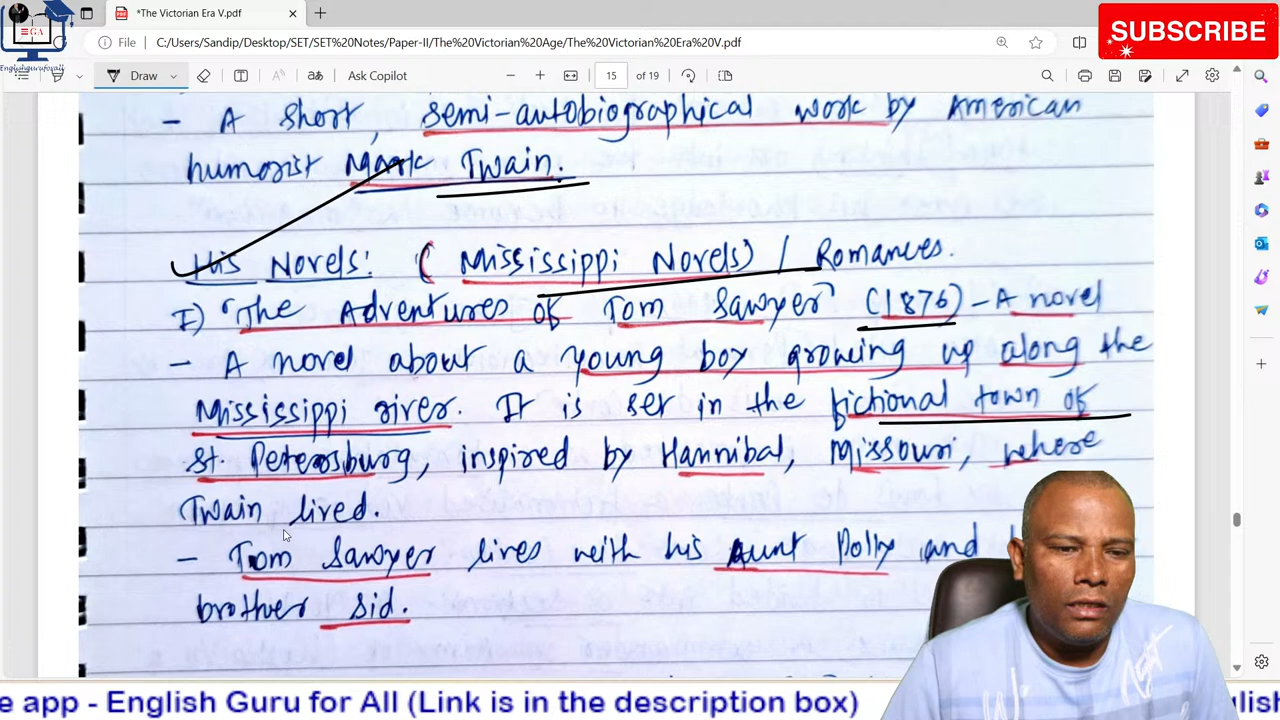 *The Victorian Era V.pdf
SUBSCRIBE
GA
Englishguruforall
File
C:/Users/Sandip/Desktop/SET/SET%20Notes/Paper-II/The%20Victorian%20Age/The%20Victorian%20Era%20V.pdf
Draw
Ask Copilot
15 of 19
- A short, semi-autobiographical work by American
humorist Mark Twain.
His Novels: (Mississippi Novels) / Romances.
I) "The Adventures of Tom Sawyer" (1876) - A novel
- A novel about a young boy growing up along the
Mississippi river. It is set in the fictional town of
St. Petersburg, inspired by Hannibal, Missouri, where
Twain lived.
- Tom Sawyer lives with his Aunt Polly and
brother Sid.
e app - English Guru for All (Link is in the description box)